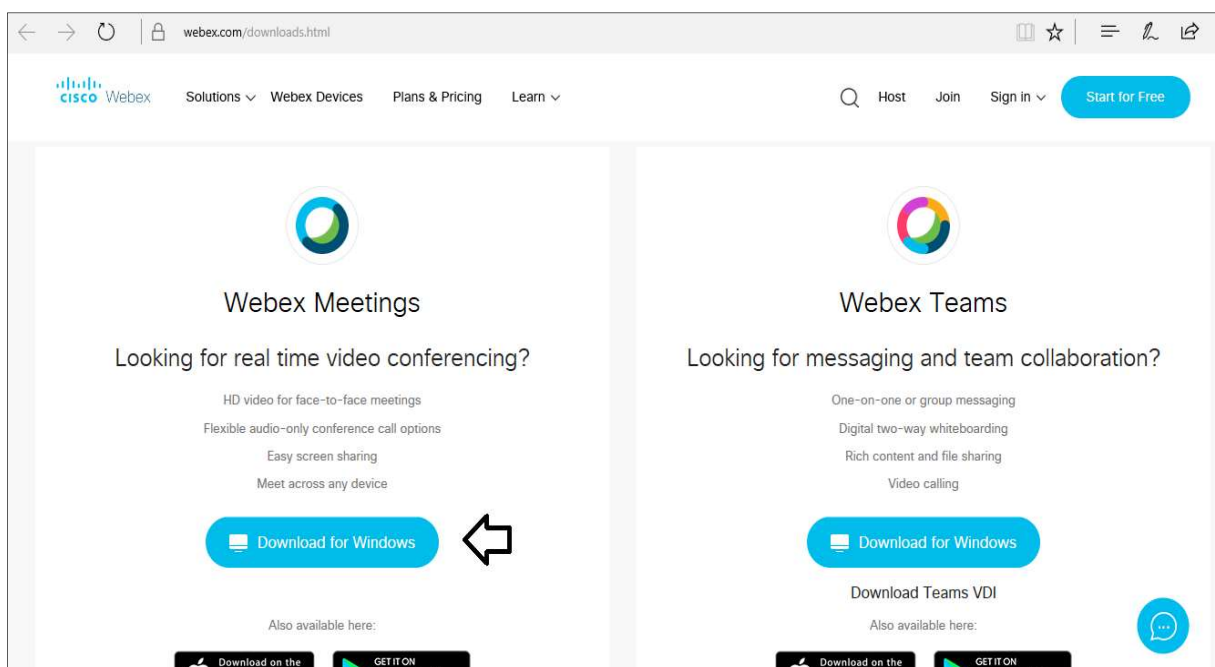 webex.com/downloads.html
CISCO Webex Solutions Webex Devices Plans & Pricing Learn Host Join Sign in Start for Free
Webex Meetings
Looking for real time video conferencing?
HD video for face-to-face meetings
Flexible audio-only conference call options
Easy screen sharing
Meet across any device
Download for Windows
Also available here:
Download on the
GET IT ON
Webex Teams
Looking for messaging and team collaboration?
One-on-one or group messaging
Digital two-way whiteboarding
Rich content and file sharing
Video calling
Download for Windows
Download Teams VDI
Also available here:
Download on the
GET IT ON